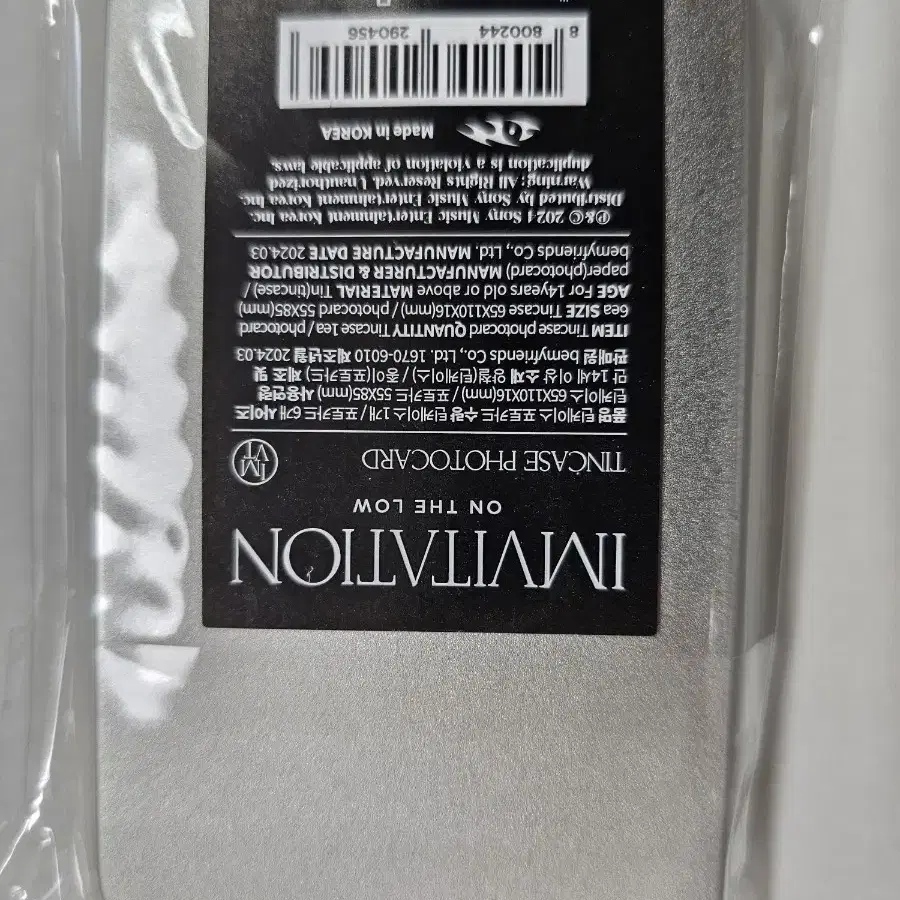 IMVITATION
ON THE LOW
TINCASE PHOTOCARD
IM
VT
품명 틴케이스 포토카드 수량 틴케이스 1개 / 포토카드 6개 사이즈
틴케이스 65X110X16(mm) / 포토카드 55X85(mm) 사용연령
만 14세 이상 소재 양철(틴케이스) / 종이(포토카드) 제조 및
판매원 bemyfriends Co., Ltd. 1670-6010 제조년월 2024.03
ITEM Tincase photocard QUANTITY Tincase 1ea / photocard
6ea SIZE Tincase 65X110X16(mm) / photocard 55X85(mm)
AGE For 14years old or above MATERIAL Tin(tincase) /
paper(photocard) MANUFACTURER & DISTRIBUTOR
bemyfriends Co., Ltd. MANUFACTURE DATE 2024.03
℗&© 2024 Sony Music Entertainment Korea Inc.
Distributed by Sony Music Entertainment Korea Inc.
Warning: All Rights Reserved. Unauthorized
duplication is a violation of applicable laws.
Made in KOREA
8 800244 290456